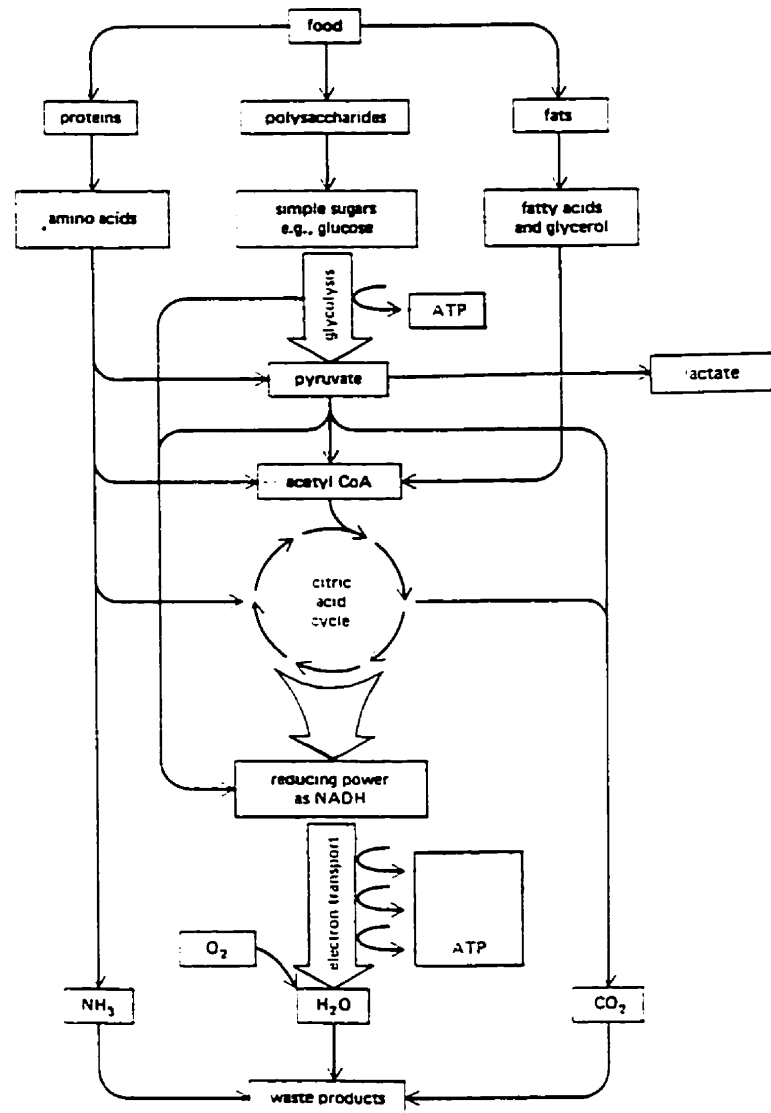 food
proteins
polysaccharides
fats
amino acids
simple sugars
e.g., glucose
fatty acids
and glycerol
glycolysis
ATP
pyruvate
lactate
acetyl CoA
citric
acid
cycle
reducing power
as NADH
electron transport
ATP
O₂
NH₃
H₂O
CO₂
waste products